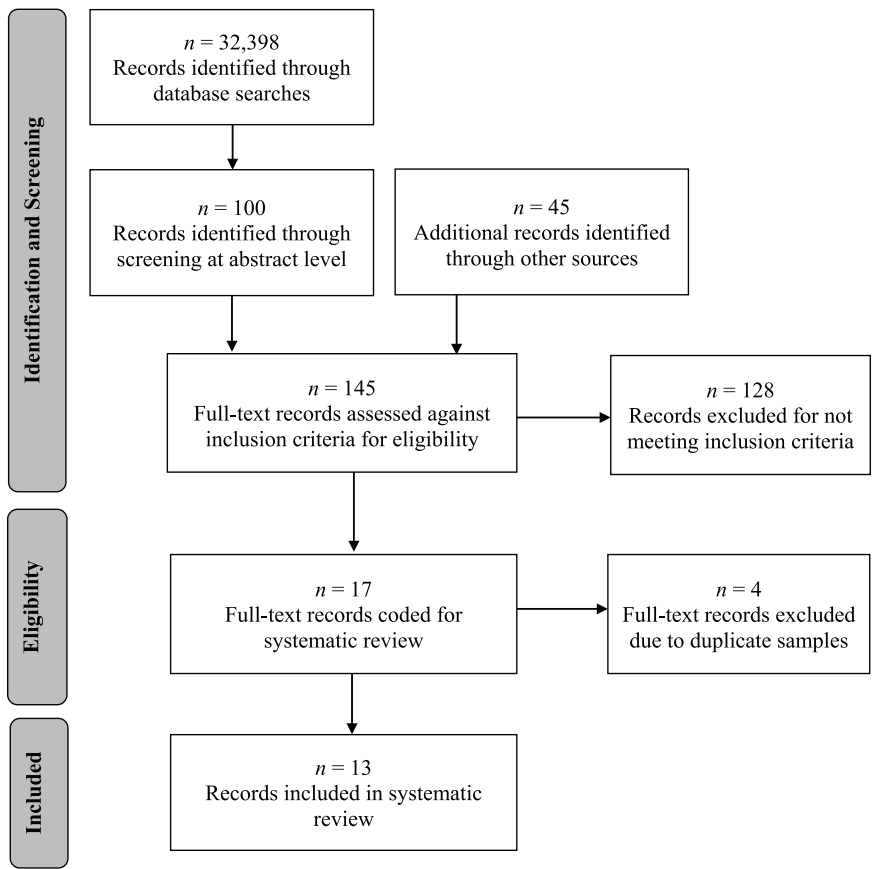 Identification and Screening
n = 32,398
Records identified through
database searches
n = 100
Records identified through
screening at abstract level
n = 45
Additional records identified
through other sources
n = 145
Full-text records assessed against
inclusion criteria for eligibility
n = 128
Records excluded for not
meeting inclusion criteria
Eligibility
n = 17
Full-text records coded for
systematic review
n = 4
Full-text records excluded
due to duplicate samples
Included
n = 13
Records included in systematic
review